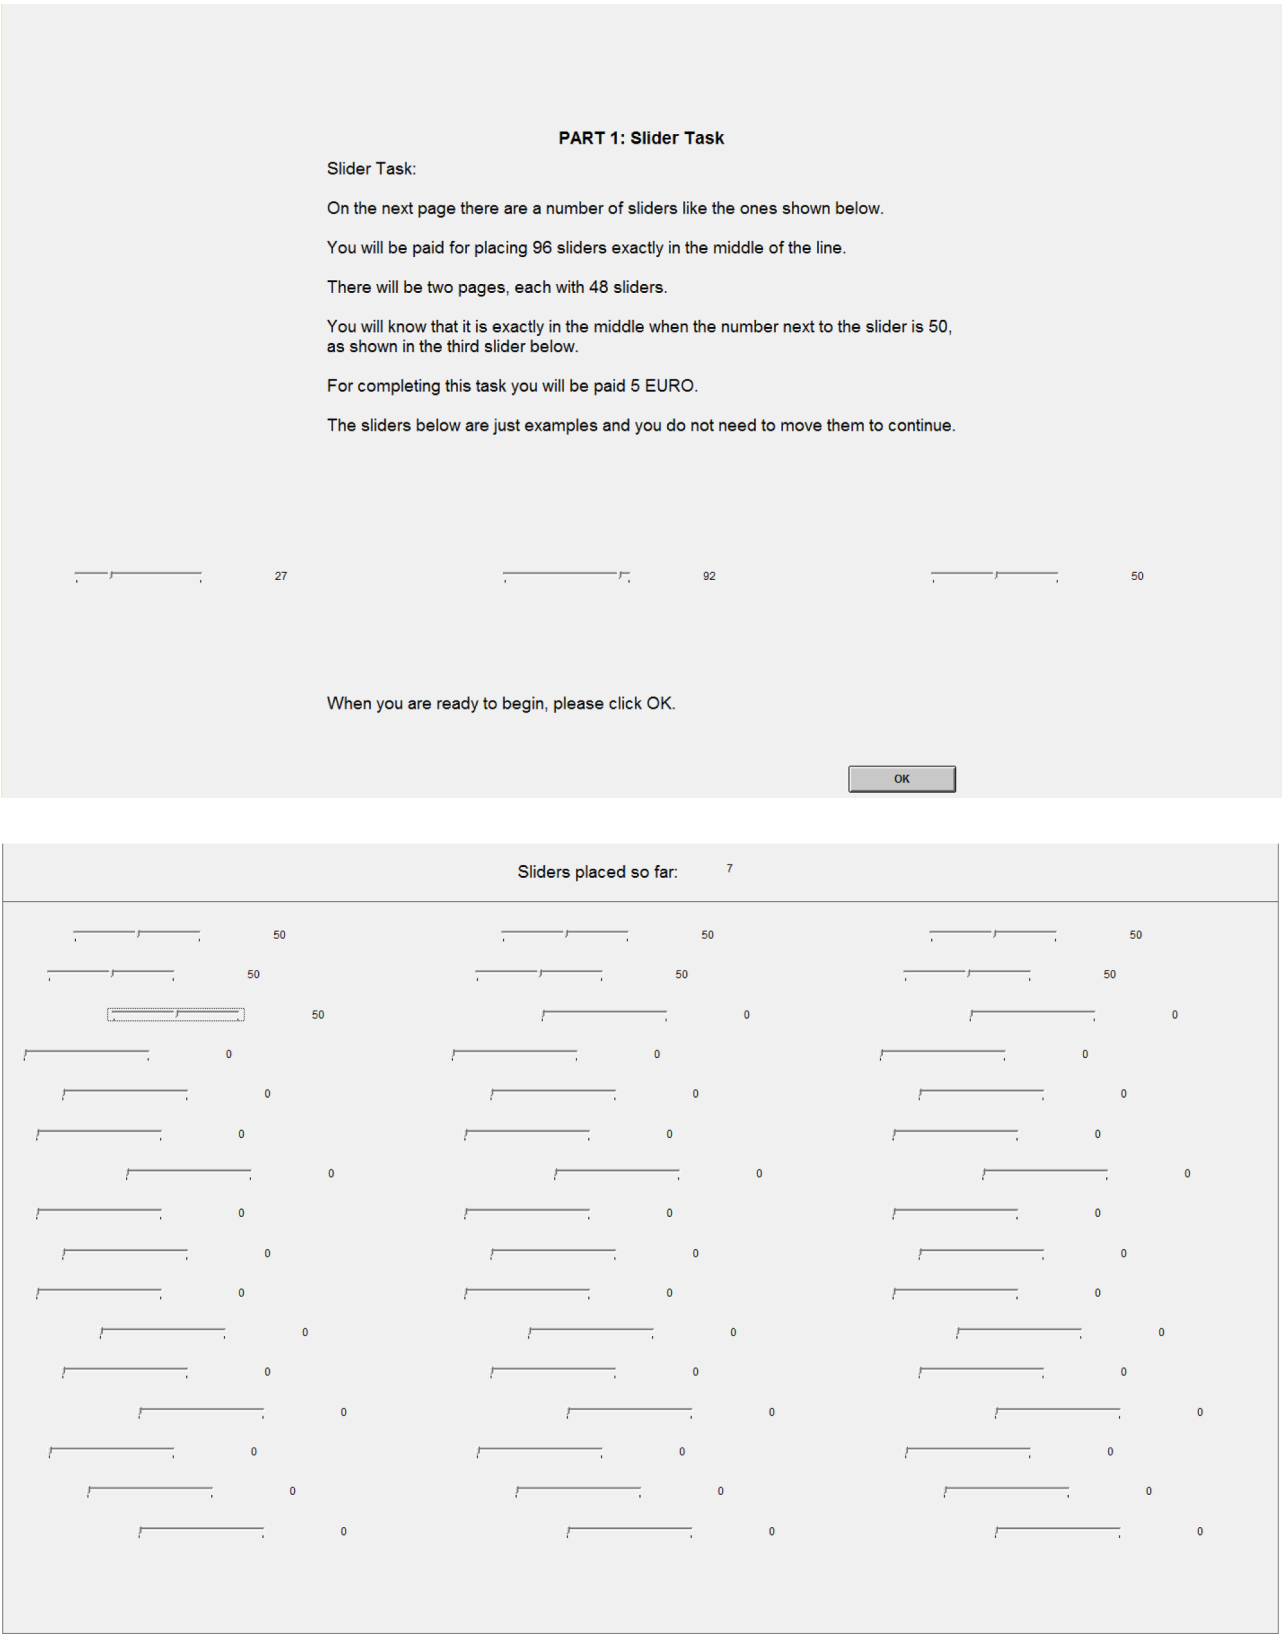 PART 1: Slider Task
Slider Task:
On the next page there are a number of sliders like the ones shown below.
You will be paid for placing 96 sliders exactly in the middle of the line.
There will be two pages, each with 48 sliders.
You will know that it is exactly in the middle when the number next to the slider is 50,
as shown in the third slider below.
For completing this task you will be paid 5 EURO.
The sliders below are just examples and you do not need to move them to continue.
27 92 50
When you are ready to begin, please click OK.
OK
Sliders placed so far: 7
50 50 50
50 50 50
50 0 0
0 0 0
0 0 0
0 0 0
0 0 0
0 0 0
0 0 0
0 0 0
0 0 0
0 0 0
0 0 0
0 0 0
0 0 0
0 0 0